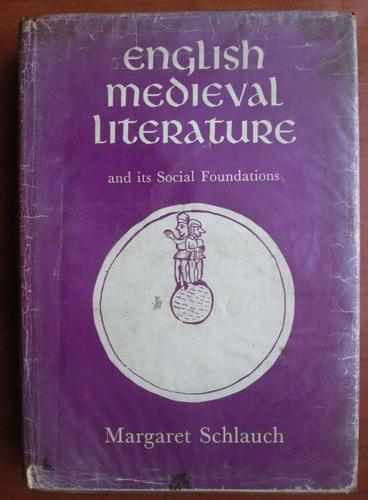 English
Medieval
Literature
and its Social Foundations
Margaret Schlauch